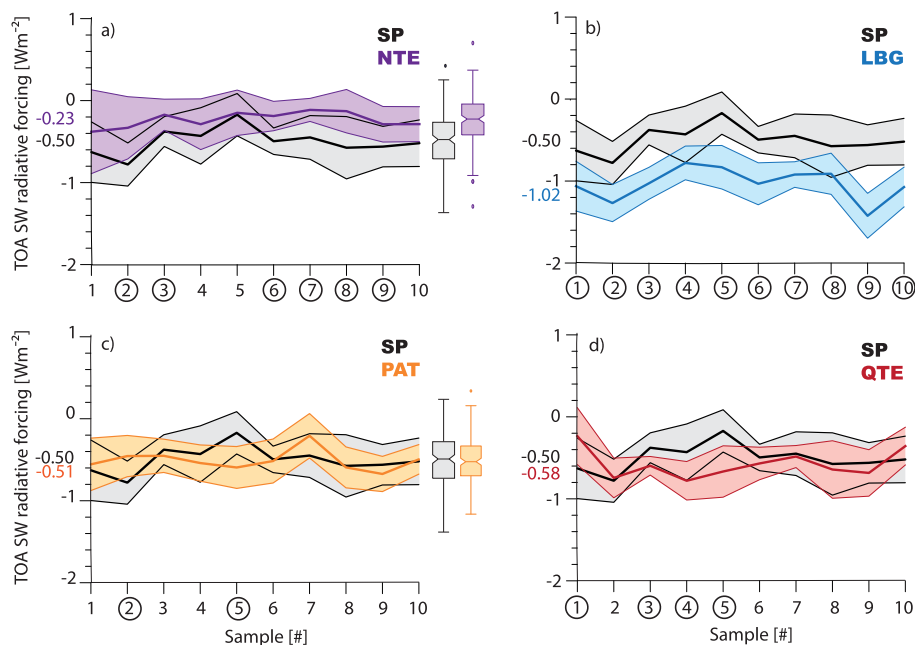 a)
SP
NTE
TOA SW radiative forcing [Wm⁻²]
1
0
-0.23
-0.50
-1
-2
1 2 3 4 5 6 7 8 9 10
b)
SP
LBG
1
0
-0.50
-1
-1.02
-2
1 2 3 4 5 6 7 8 9 10
c)
SP
PAT
TOA SW radiative forcing [Wm⁻²]
1
0
-0.50
-0.51
-1
-2
1 2 3 4 5 6 7 8 9 10
Sample [#]
d)
SP
QTE
1
0
-0.50
-0.58
-1
-2
1 2 3 4 5 6 7 8 9 10
Sample [#]